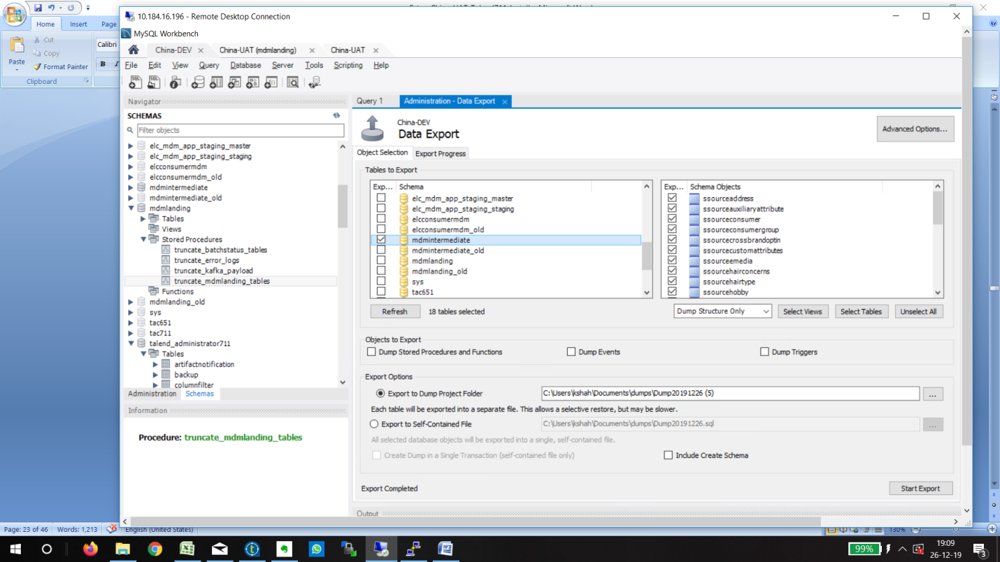 10.184.16.196 - Remote Desktop Connection
Home Insert Page
Cut
Copy
Paste
Format Painter
Clipboard
Calibri
B I
MySQL Workbench
China-DEV China-UAT (mdmlanding) China-UAT
File Edit View Query Database Server Tools Scripting Help
Navigator
SCHEMAS
Filter objects
elc_mdm_app_staging_master
elc_mdm_app_staging_staging
elcconsumermdm
elcconsumermdm_old
mdmintermediate
mdmintermediate_old
mdmlanding
Tables
Views
Stored Procedures
truncate_batchstatus_tables
truncate_error_logs
truncate_kafka_payload
truncate_mdmlanding_tables
Functions
mdmlanding_old
sys
tac651
tac711
talend_administrator711
Tables
artifactnotification
backup
columnfilter
Administration Schemas
Information
Procedure: truncate_mdmlanding_tables
Query 1 Administration - Data Export
China-DEV
Data Export
Advanced Options...
Object Selection Export Progress
Tables to Export
Exp... Schema
elc_mdm_app_staging_master
elc_mdm_app_staging_staging
elcconsumermdm
elcconsumermdm_old
mdmintermediate
mdmintermediate_old
mdmlanding
mdmlanding_old
sys
tac651
Exp... Schema Objects
ssourceaddress
ssourceauxiliaryattribute
ssourceconsumer
ssourceconsumergroup
ssourcecrossbrandoptin
ssourcecustomattributes
ssourceemedia
ssourcehairconcerns
ssourcehairtype
ssourcehobby
Refresh 18 tables selected Dump Structure Only Select Views Select Tables Unselect All
Objects to Export
Dump Stored Procedures and Functions Dump Events Dump Triggers
Export Options
Export to Dump Project Folder C:\Users\kshah\Documents\dumps\Dump20191226 (5) ...
Each table will be exported into a separate file. This allows a selective restore, but may be slower.
Export to Self-Contained File C:\Users\kshah\Documents\dumps\Dump20191226.sql ...
All selected database objects will be exported into a single, self-contained file.
Create Dump in a Single Transaction (self-contained file only) Include Create Schema
Export Completed Start Export
Output
Page: 23 of 46 Words: 1,213 English (United States) 130%
99% 19:09
26-12-19
3